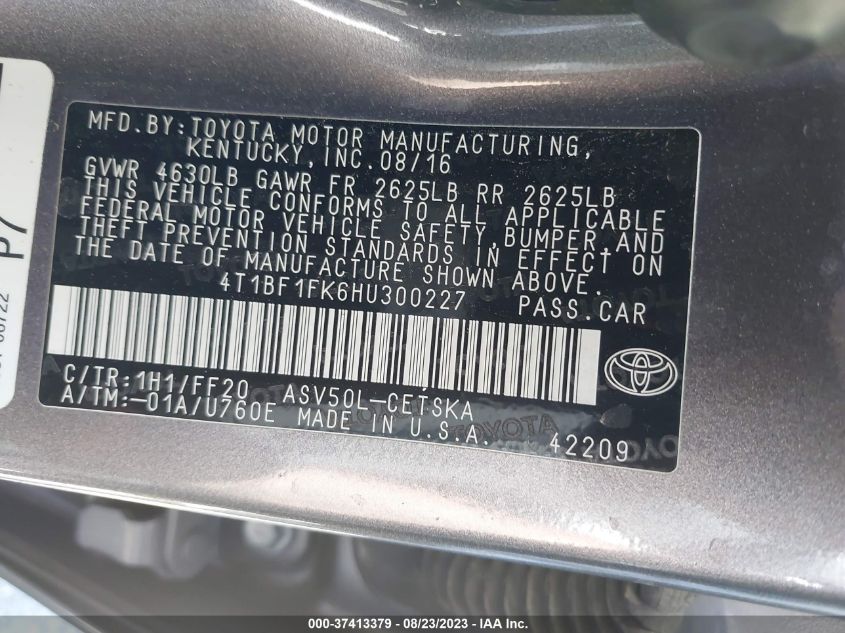 MFD.BY:TOYOTA MOTOR MANUFACTURING,
KENTUCKY,INC.08/16
GVWR 4630LB GAWR FR 2625LB RR 2625LB
THIS VEHICLE CONFORMS TO ALL APPLICABLE
FEDERAL MOTOR VEHICLE SAFETY,BUMPER,AND
THEFT PREVENTION STANDARDS IN EFFECT ON
THE DATE OF MANUFACTURE SHOWN ABOVE.
4T1BF1FK6HU300227 PASS.CAR
C/TR:1H1/FF20 ASV50L-CETSKA
A/TM:-01A/U760E MADE IN U.S.A. 42209
TOYOTA
P7
000-37413379 - 08/23/2023 - IAAI Inc.